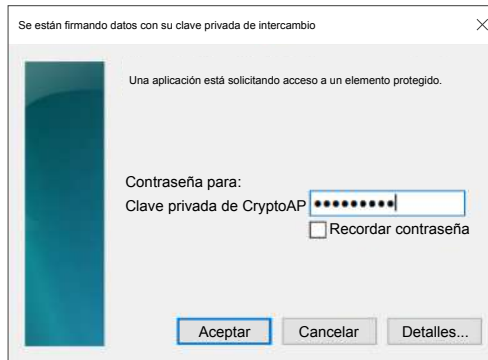 Se están firmando datos con su clave privada de intercambio
Una aplicación está solicitando acceso a un elemento protegido.
Contraseña para:
Clave privada de CryptoAP
Recordar contraseña
Aceptar Cancelar Detalles...